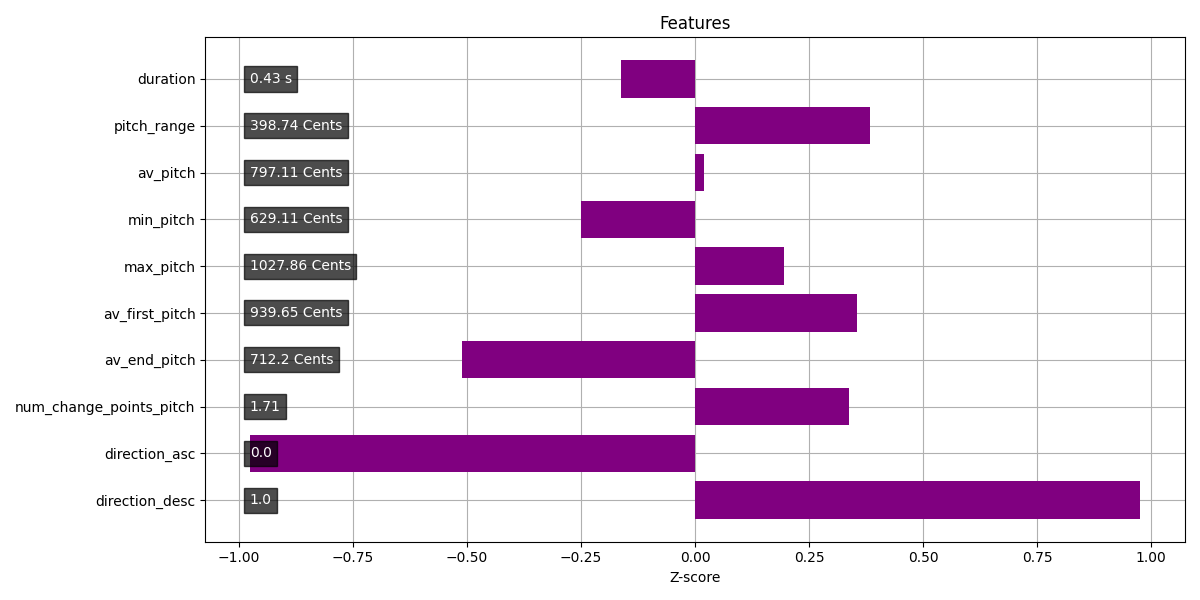 Features
duration 0.43 s
pitch_range 398.74 Cents
av_pitch 797.11 Cents
min_pitch 629.11 Cents
max_pitch 1027.86 Cents
av_first_pitch 939.65 Cents
av_end_pitch 712.2 Cents
num_change_points_pitch 1.71
direction_asc 0.0
direction_desc 1.0
−1.00 −0.75 −0.50 −0.25 0.00 0.25 0.50 0.75 1.00
Z-score